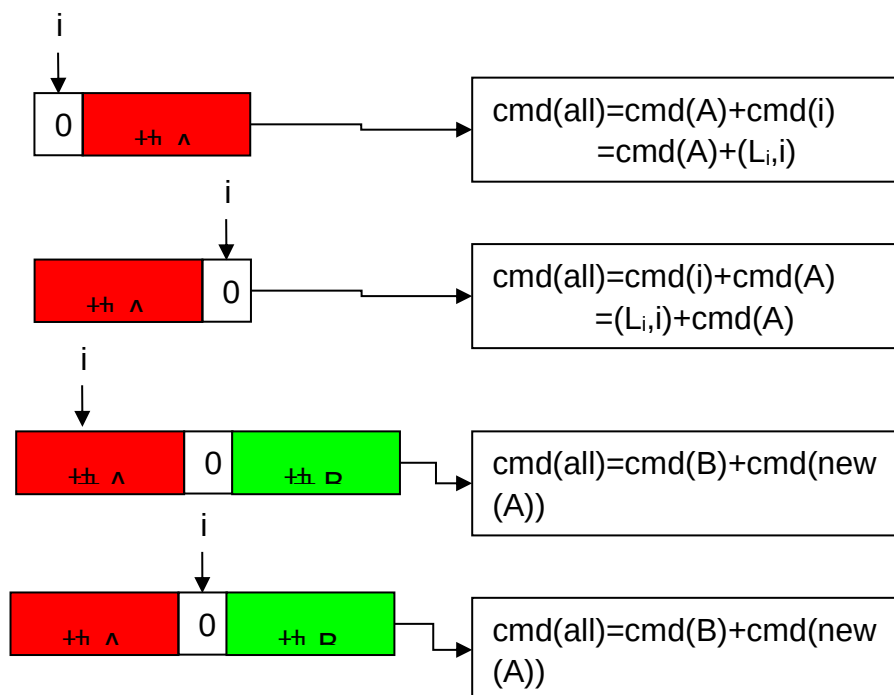 i
0
cmd(all)=cmd(A)+cmd(i)
=cmd(A)+(Lᵢ,i)
i
0
cmd(all)=cmd(i)+cmd(A)
=(Lᵢ,i)+cmd(A)
i
0
cmd(all)=cmd(B)+cmd(new
(A))
i
0
cmd(all)=cmd(B)+cmd(new
(A))